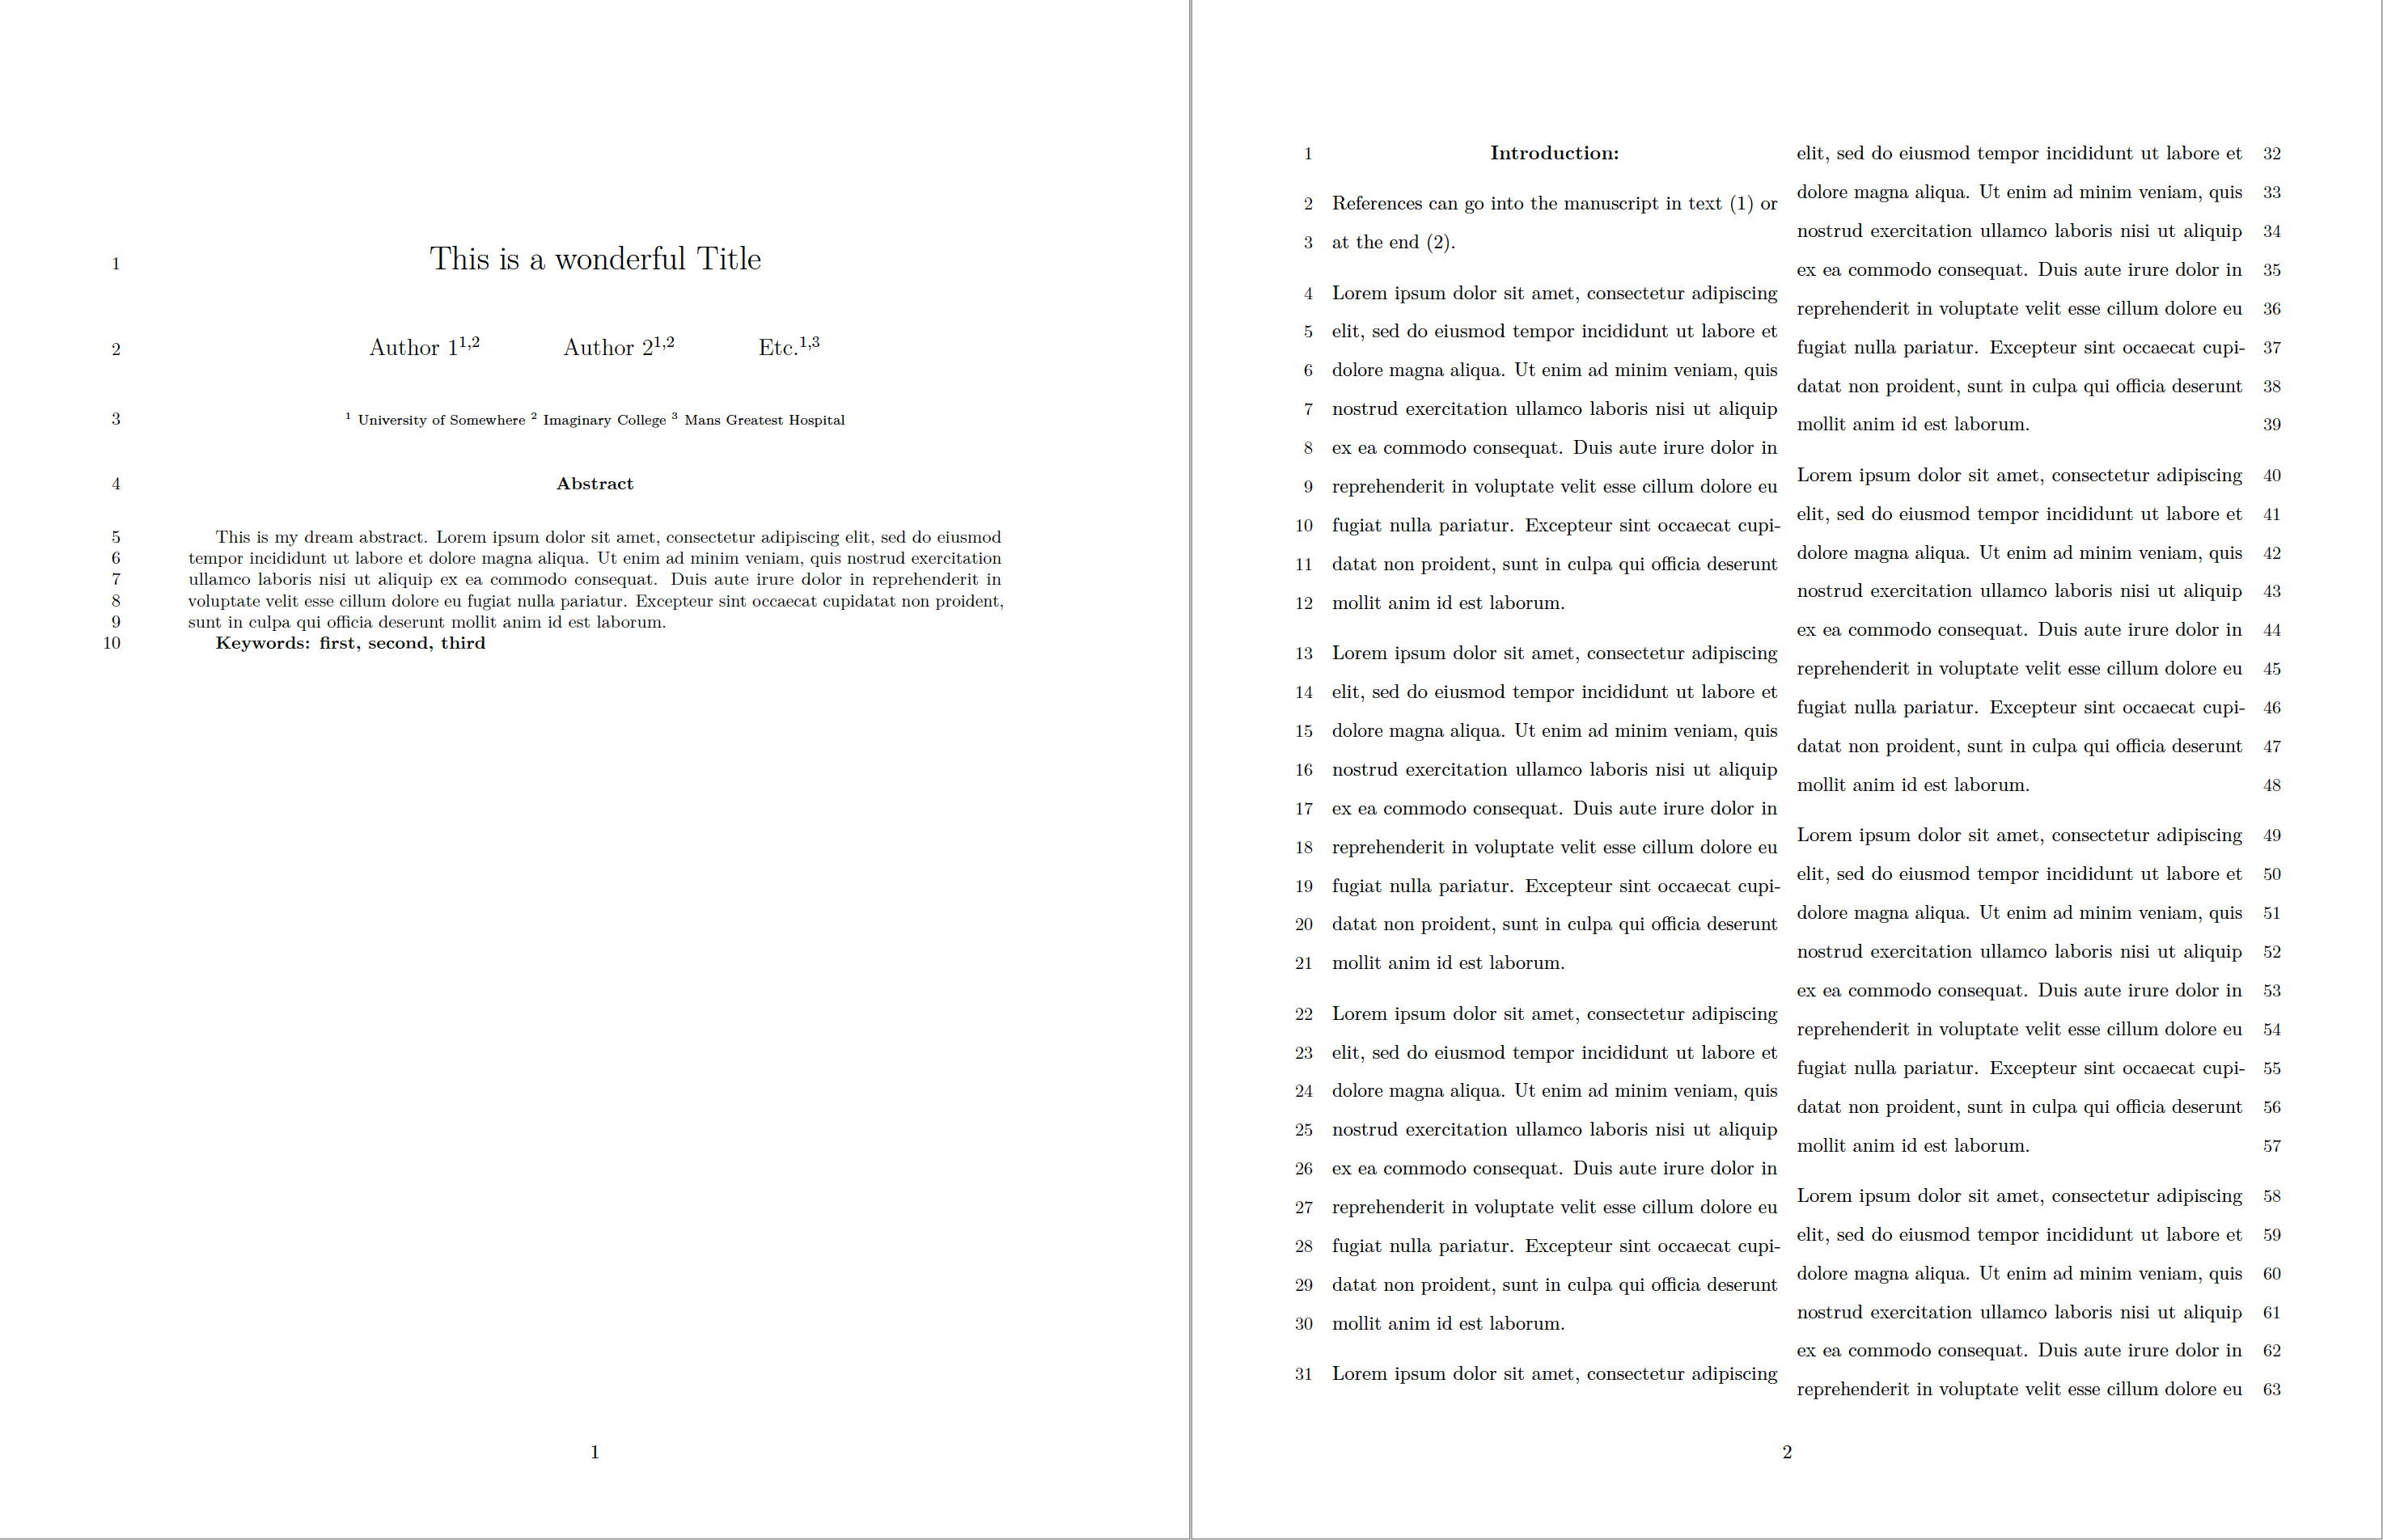 1 This is a wonderful Title
2 Author 1¹,² Author 2¹,² Etc.¹,³
3 ¹ University of Somewhere ² Imaginary College ³ Mans Greatest Hospital
4 Abstract
5 This is my dream abstract. Lorem ipsum dolor sit amet, consectetur adipiscing elit, sed do eiusmod
6 tempor incididunt ut labore et dolore magna aliqua. Ut enim ad minim veniam, quis nostrud exercitation
7 ullamco laboris nisi ut aliquip ex ea commodo consequat. Duis aute irure dolor in reprehenderit in
8 voluptate velit esse cillum dolore eu fugiat nulla pariatur. Excepteur sint occaecat cupidatat non proident,
9 sunt in culpa qui officia deserunt mollit anim id est laborum.
10 Keywords: first, second, third
1
1 Introduction:
2 References can go into the manuscript in text (1) or
3 at the end (2).
4 Lorem ipsum dolor sit amet, consectetur adipiscing
5 elit, sed do eiusmod tempor incididunt ut labore et
6 dolore magna aliqua. Ut enim ad minim veniam, quis
7 nostrud exercitation ullamco laboris nisi ut aliquip
8 ex ea commodo consequat. Duis aute irure dolor in
9 reprehenderit in voluptate velit esse cillum dolore eu
10 fugiat nulla pariatur. Excepteur sint occaecat cupi-
11 datat non proident, sunt in culpa qui officia deserunt
12 mollit anim id est laborum.
13 Lorem ipsum dolor sit amet, consectetur adipiscing
14 elit, sed do eiusmod tempor incididunt ut labore et
15 dolore magna aliqua. Ut enim ad minim veniam, quis
16 nostrud exercitation ullamco laboris nisi ut aliquip
17 ex ea commodo consequat. Duis aute irure dolor in
18 reprehenderit in voluptate velit esse cillum dolore eu
19 fugiat nulla pariatur. Excepteur sint occaecat cupi-
20 datat non proident, sunt in culpa qui officia deserunt
21 mollit anim id est laborum.
22 Lorem ipsum dolor sit amet, consectetur adipiscing
23 elit, sed do eiusmod tempor incididunt ut labore et
24 dolore magna aliqua. Ut enim ad minim veniam, quis
25 nostrud exercitation ullamco laboris nisi ut aliquip
26 ex ea commodo consequat. Duis aute irure dolor in
27 reprehenderit in voluptate velit esse cillum dolore eu
28 fugiat nulla pariatur. Excepteur sint occaecat cupi-
29 datat non proident, sunt in culpa qui officia deserunt
30 mollit anim id est laborum.
31 Lorem ipsum dolor sit amet, consectetur adipiscing
elit, sed do eiusmod tempor incididunt ut labore et 32
dolore magna aliqua. Ut enim ad minim veniam, quis 33
nostrud exercitation ullamco laboris nisi ut aliquip 34
ex ea commodo consequat. Duis aute irure dolor in 35
reprehenderit in voluptate velit esse cillum dolore eu 36
fugiat nulla pariatur. Excepteur sint occaecat cupi- 37
datat non proident, sunt in culpa qui officia deserunt 38
mollit anim id est laborum. 39
Lorem ipsum dolor sit amet, consectetur adipiscing 40
elit, sed do eiusmod tempor incididunt ut labore et 41
dolore magna aliqua. Ut enim ad minim veniam, quis 42
nostrud exercitation ullamco laboris nisi ut aliquip 43
ex ea commodo consequat. Duis aute irure dolor in 44
reprehenderit in voluptate velit esse cillum dolore eu 45
fugiat nulla pariatur. Excepteur sint occaecat cupi- 46
datat non proident, sunt in culpa qui officia deserunt 47
mollit anim id est laborum. 48
Lorem ipsum dolor sit amet, consectetur adipiscing 49
elit, sed do eiusmod tempor incididunt ut labore et 50
dolore magna aliqua. Ut enim ad minim veniam, quis 51
nostrud exercitation ullamco laboris nisi ut aliquip 52
ex ea commodo consequat. Duis aute irure dolor in 53
reprehenderit in voluptate velit esse cillum dolore eu 54
fugiat nulla pariatur. Excepteur sint occaecat cupi- 55
datat non proident, sunt in culpa qui officia deserunt 56
mollit anim id est laborum. 57
Lorem ipsum dolor sit amet, consectetur adipiscing 58
elit, sed do eiusmod tempor incididunt ut labore et 59
dolore magna aliqua. Ut enim ad minim veniam, quis 60
nostrud exercitation ullamco laboris nisi ut aliquip 61
ex ea commodo consequat. Duis aute irure dolor in 62
reprehenderit in voluptate velit esse cillum dolore eu 63
2